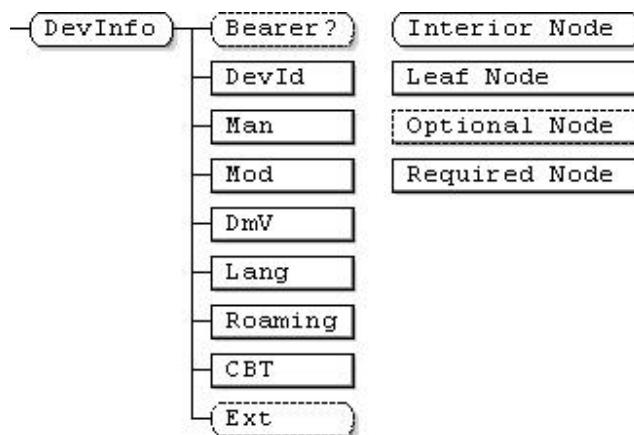 DevInfo
Bearer?
DevId
Man
Mod
DmV
Lang
Roaming
CBT
Ext
Interior Node
Leaf Node
Optional Node
Required Node